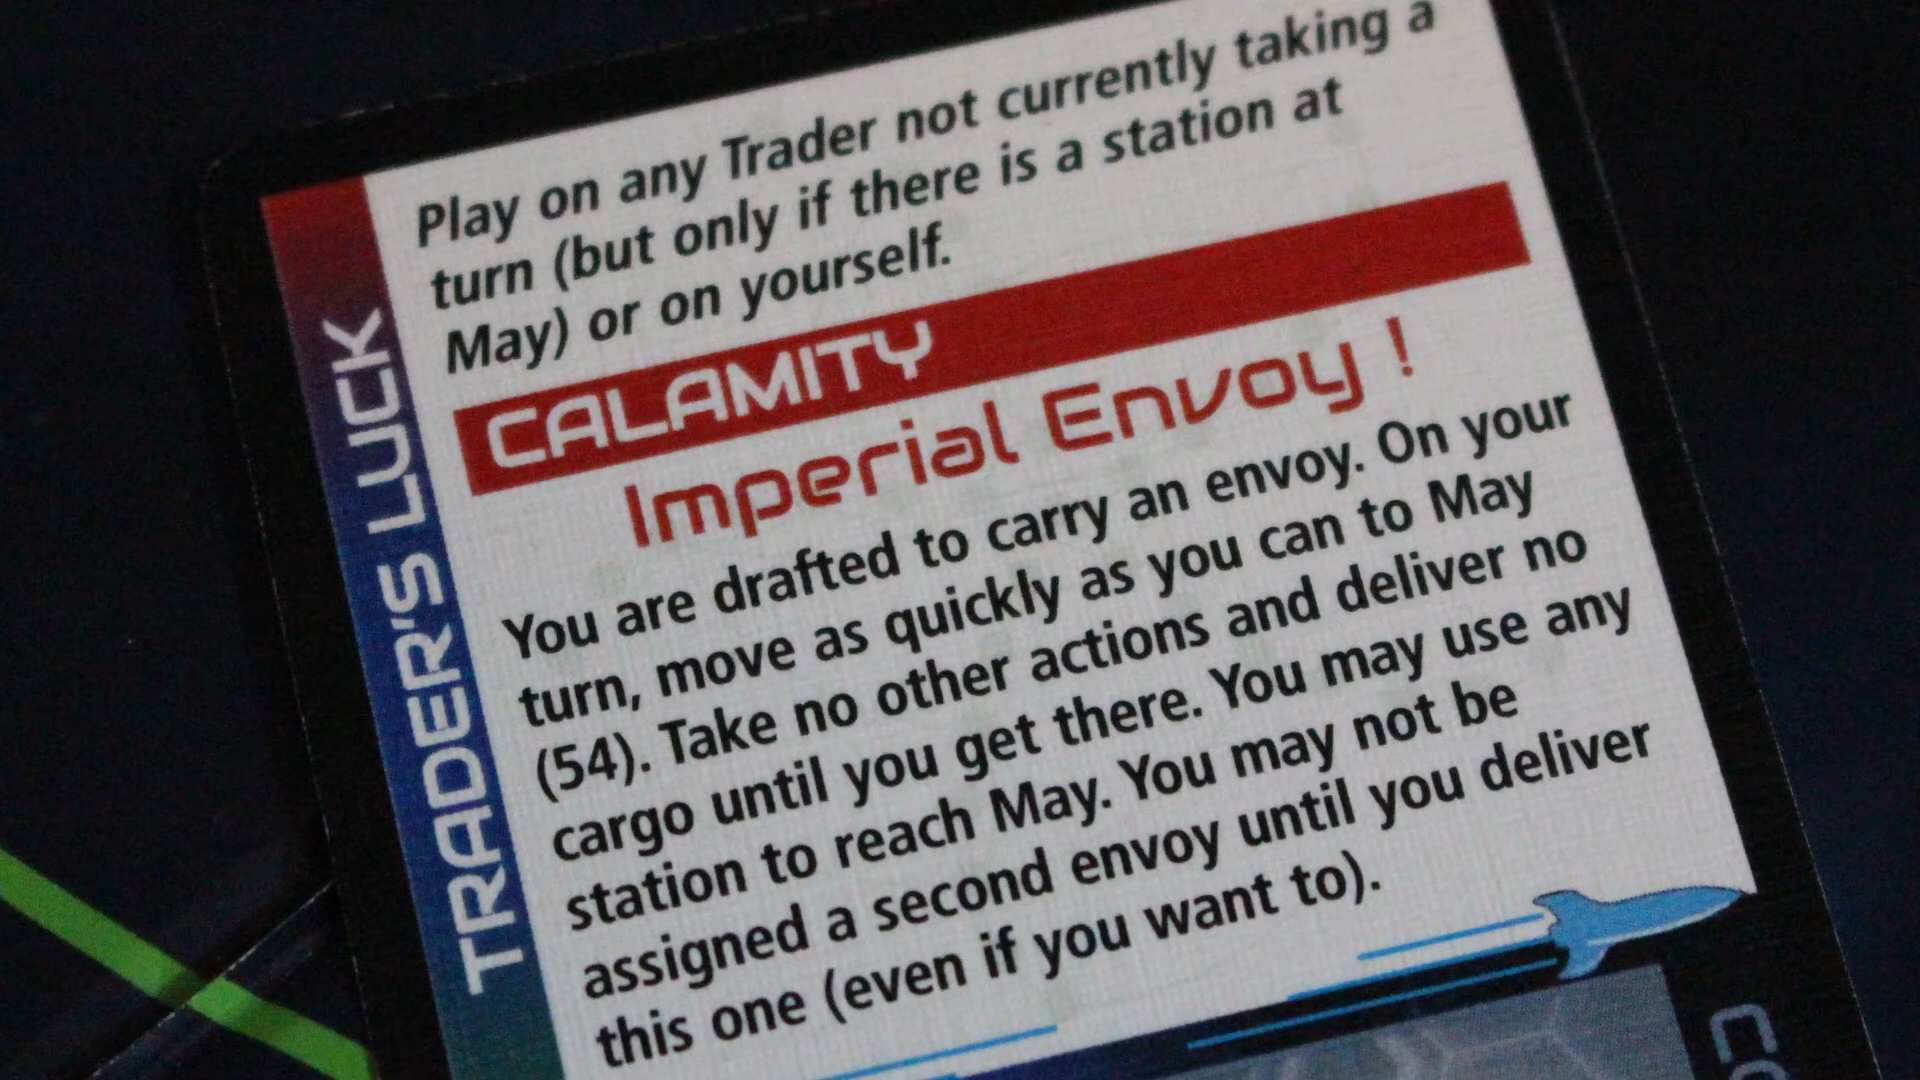 Play on any Trader not currently taking a
turn (but only if there is a station at
May) or on yourself.
CALAMITY
Imperial Envoy !
You are drafted to carry an envoy. On your
turn, move as quickly as you can to May
(54). Take no other actions and deliver no
cargo until you get there. You may use any
station to reach May. You may not be
assigned a second envoy until you deliver
this one (even if you want to).
TRADER'S LUCK